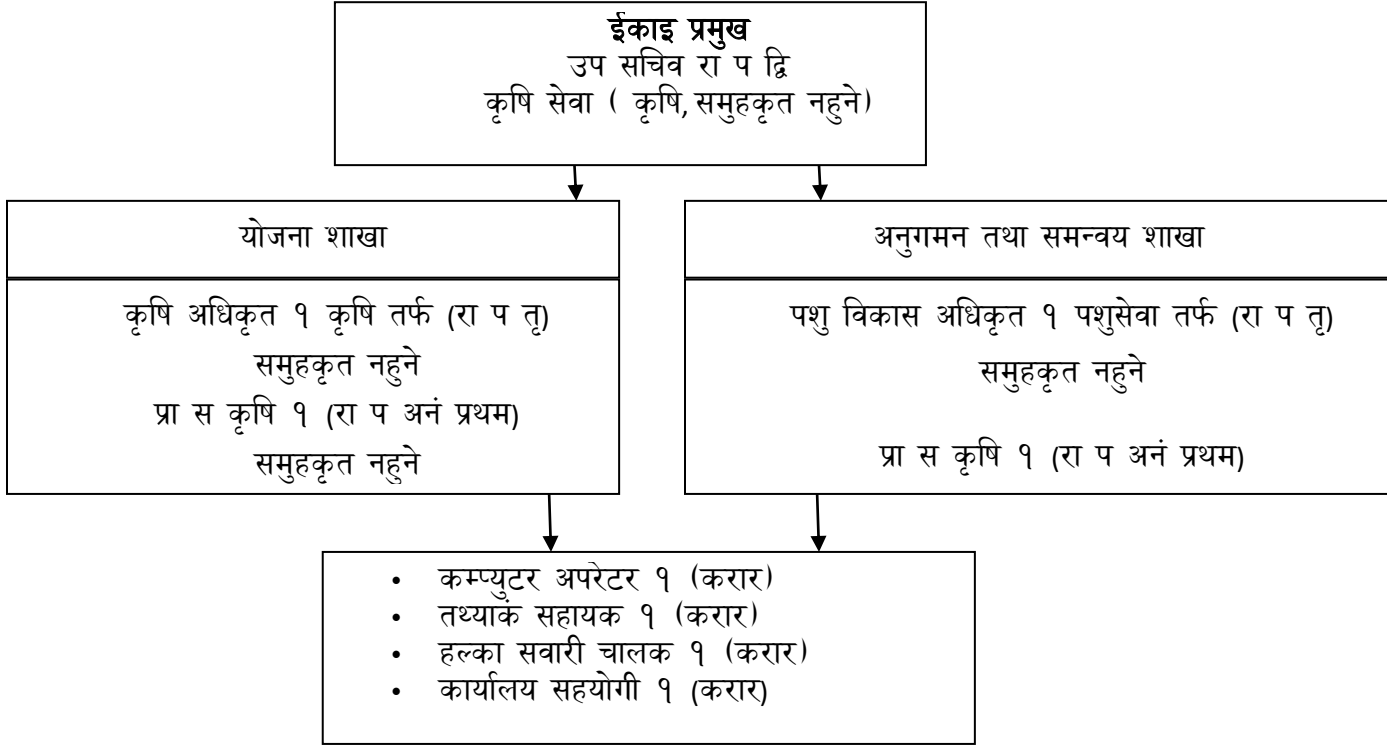 ईकाइ प्रमुख
उप सचिव रा प द्वि
कृषि सेवा ( कृषि,समुहकृत नहुने)
योजना शाखा
कृषि अधिकृत १ कृषि तर्फ (रा प तृ)
समुहकृत नहुने
प्रा स कृषि १ (रा प अनं प्रथम)
समुहकृत नहुने
अनुगमन तथा समन्वय शाखा
पशु विकास अधिकृत १ पशुसेवा तर्फ (रा प तृ)
समुहकृत नहुने
प्रा स कृषि १ (रा प अनं प्रथम)
• कम्प्युटर अपरेटर १ (करार)
• तथ्याकं सहायक १ (करार)
• हल्का सवारी चालक १ (करार)
• कार्यालय सहयोगी १ (करार)